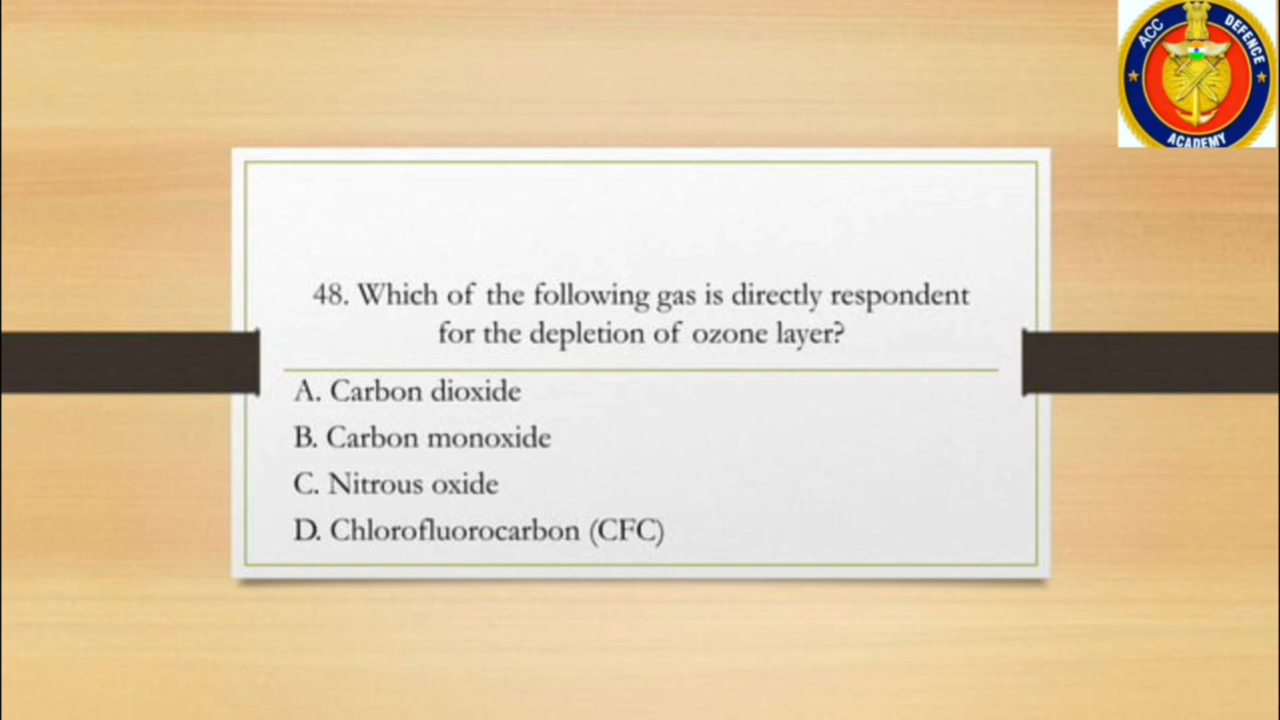 ACC DEFENCE
ACADEMY
48. Which of the following gas is directly respondent
for the depletion of ozone layer?
A. Carbon dioxide
B. Carbon monoxide
C. Nitrous oxide
D. Chlorofluorocarbon (CFC)